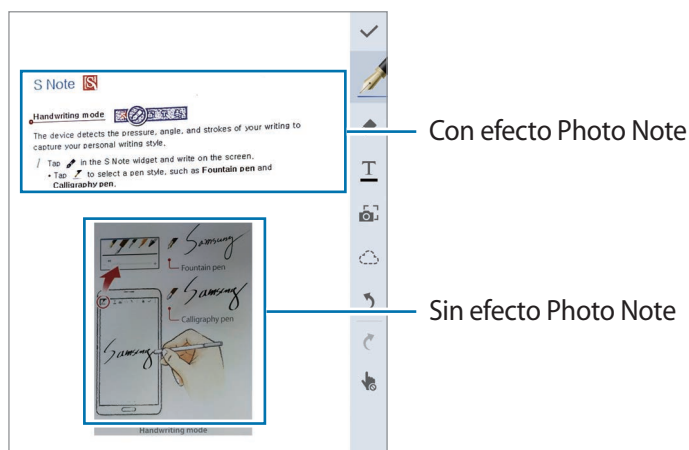 S Note
Handwriting mode
The device detects the pressure, angle, and strokes of your writing to
capture your personal writing style.
/ Tap in the S Note widget and write on the screen.
• Tap to select a pen style, such as Fountain pen and
Calligraphy pen.
Con efecto Photo Note
T
Samsung
Fountain pen
Samsung
Calligraphy pen
Sin efecto Photo Note
Samsung
Handwriting mode